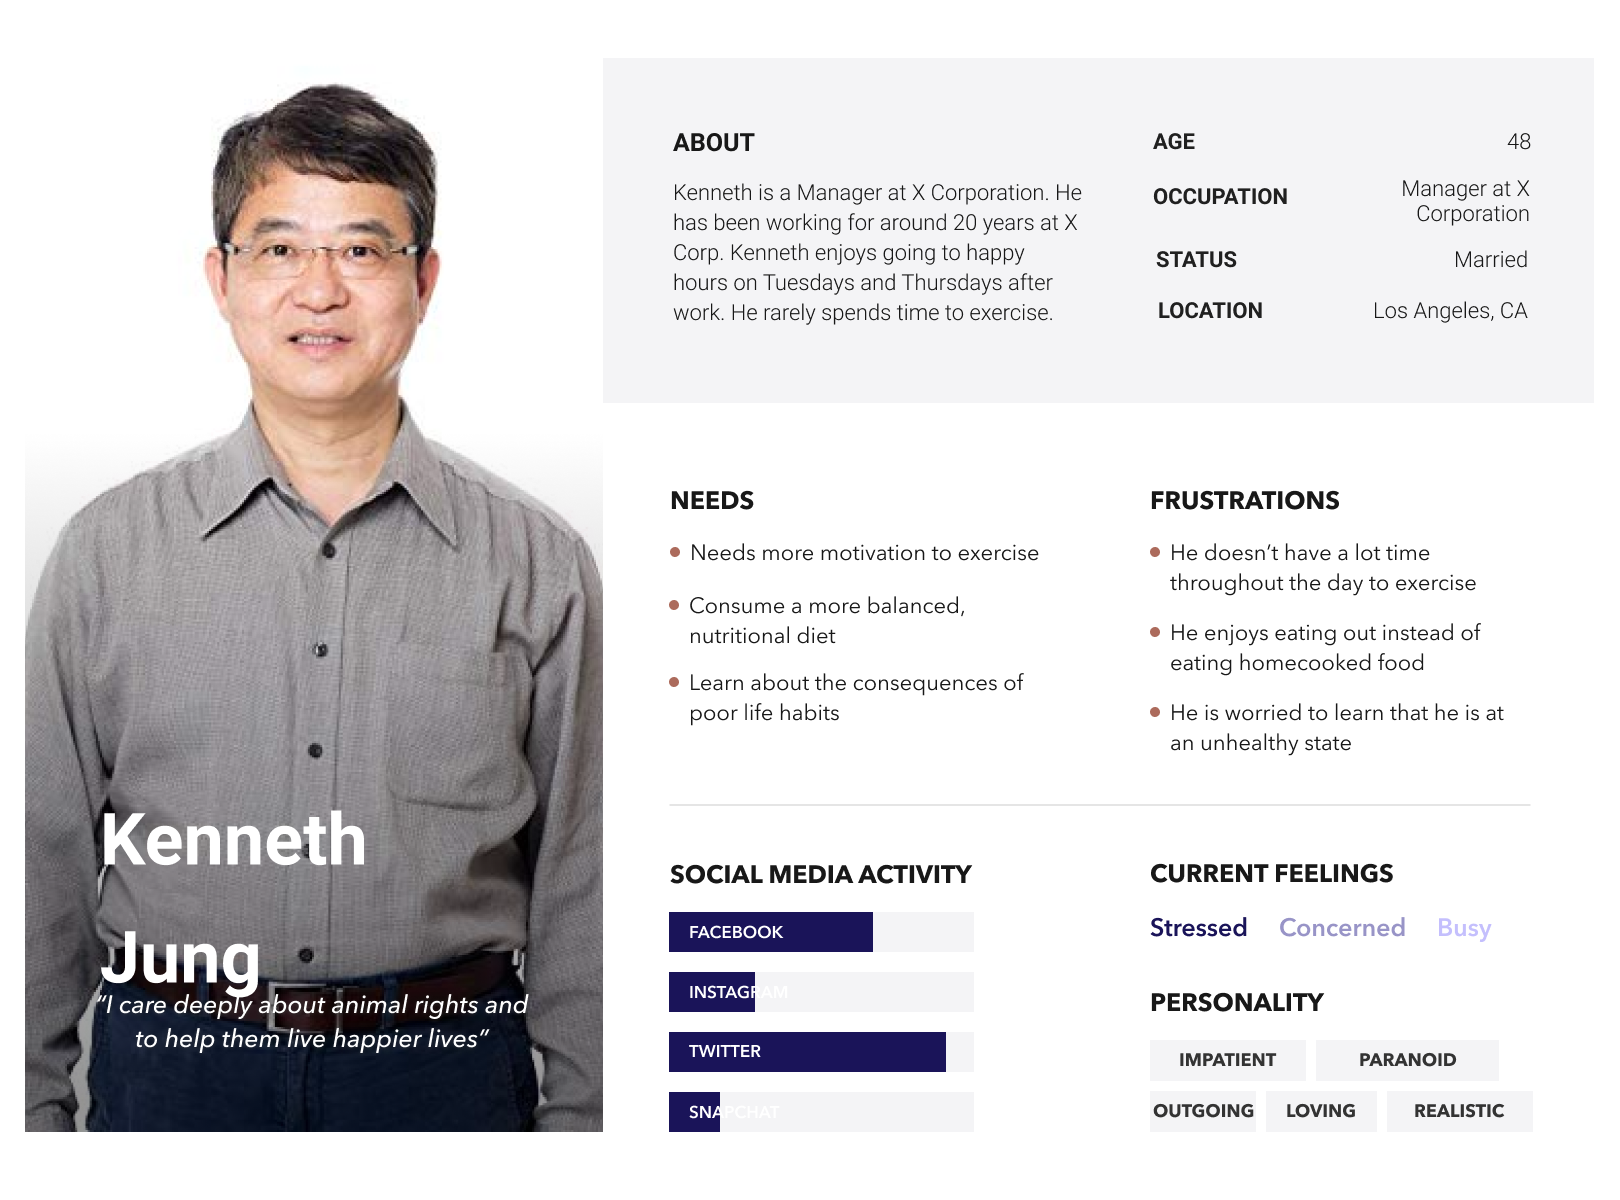 Kenneth
Jung
“I care deeply about animal rights and
to help them live happier lives”
ABOUT
Kenneth is a Manager at X Corporation. He
has been working for around 20 years at X
Corp. Kenneth enjoys going to happy
hours on Tuesdays and Thursdays after
work. He rarely spends time to exercise.
AGE 48
OCCUPATION Manager at X
Corporation
STATUS Married
LOCATION Los Angeles, CA
NEEDS
Needs more motivation to exercise
Consume a more balanced,
nutritional diet
Learn about the consequences of
poor life habits
FRUSTRATIONS
He doesn’t have a lot time
throughout the day to exercise
He enjoys eating out instead of
eating homecooked food
He is worried to learn that he is at
an unhealthy state
SOCIAL MEDIA ACTIVITY
FACEBOOK
INSTAGRAM
TWITTER
SNAPCHAT
CURRENT FEELINGS
Stressed Concerned Busy
PERSONALITY
IMPATIENT PARANOID
OUTGOING LOVING REALISTIC